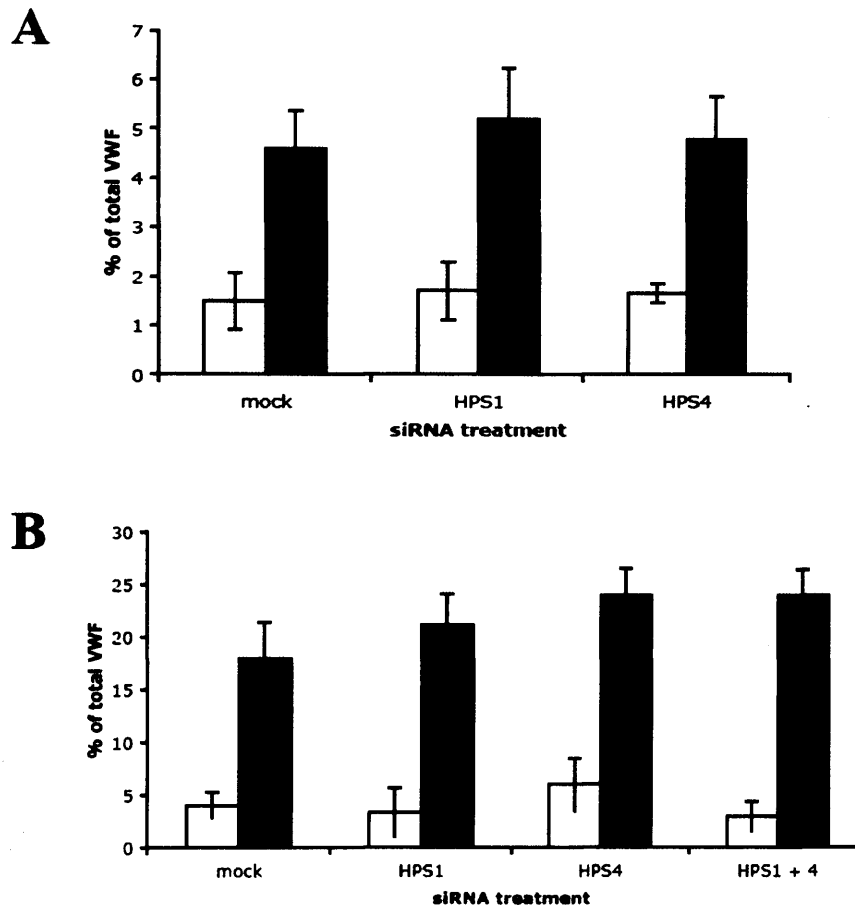 A
7
6
5
4
3
2
1
0
% of total VWF
mock HPS1 HPS4
siRNA treatment
B
30
25
20
15
10
5
0
% of total VWF
mock HPS1 HPS4 HPS1 + 4
siRNA treatment